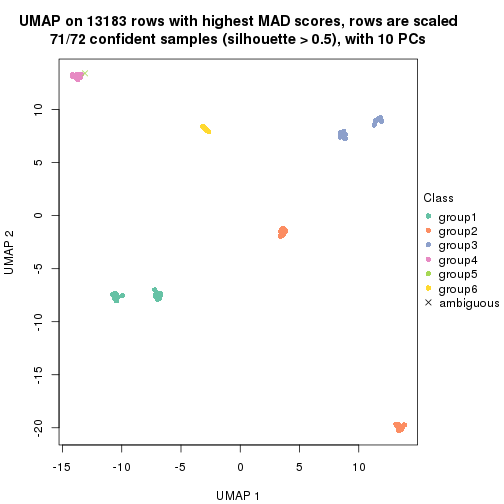 UMAP on 13183 rows with highest MAD scores, rows are scaled
71/72 confident samples (silhouette > 0.5), with 10 PCs
10
5
0
-5
-10
-15
-20
UMAP 2
-15
-10
-5
0
5
10
UMAP 1
Class
group1
group2
group3
group4
group5
group6
ambiguous